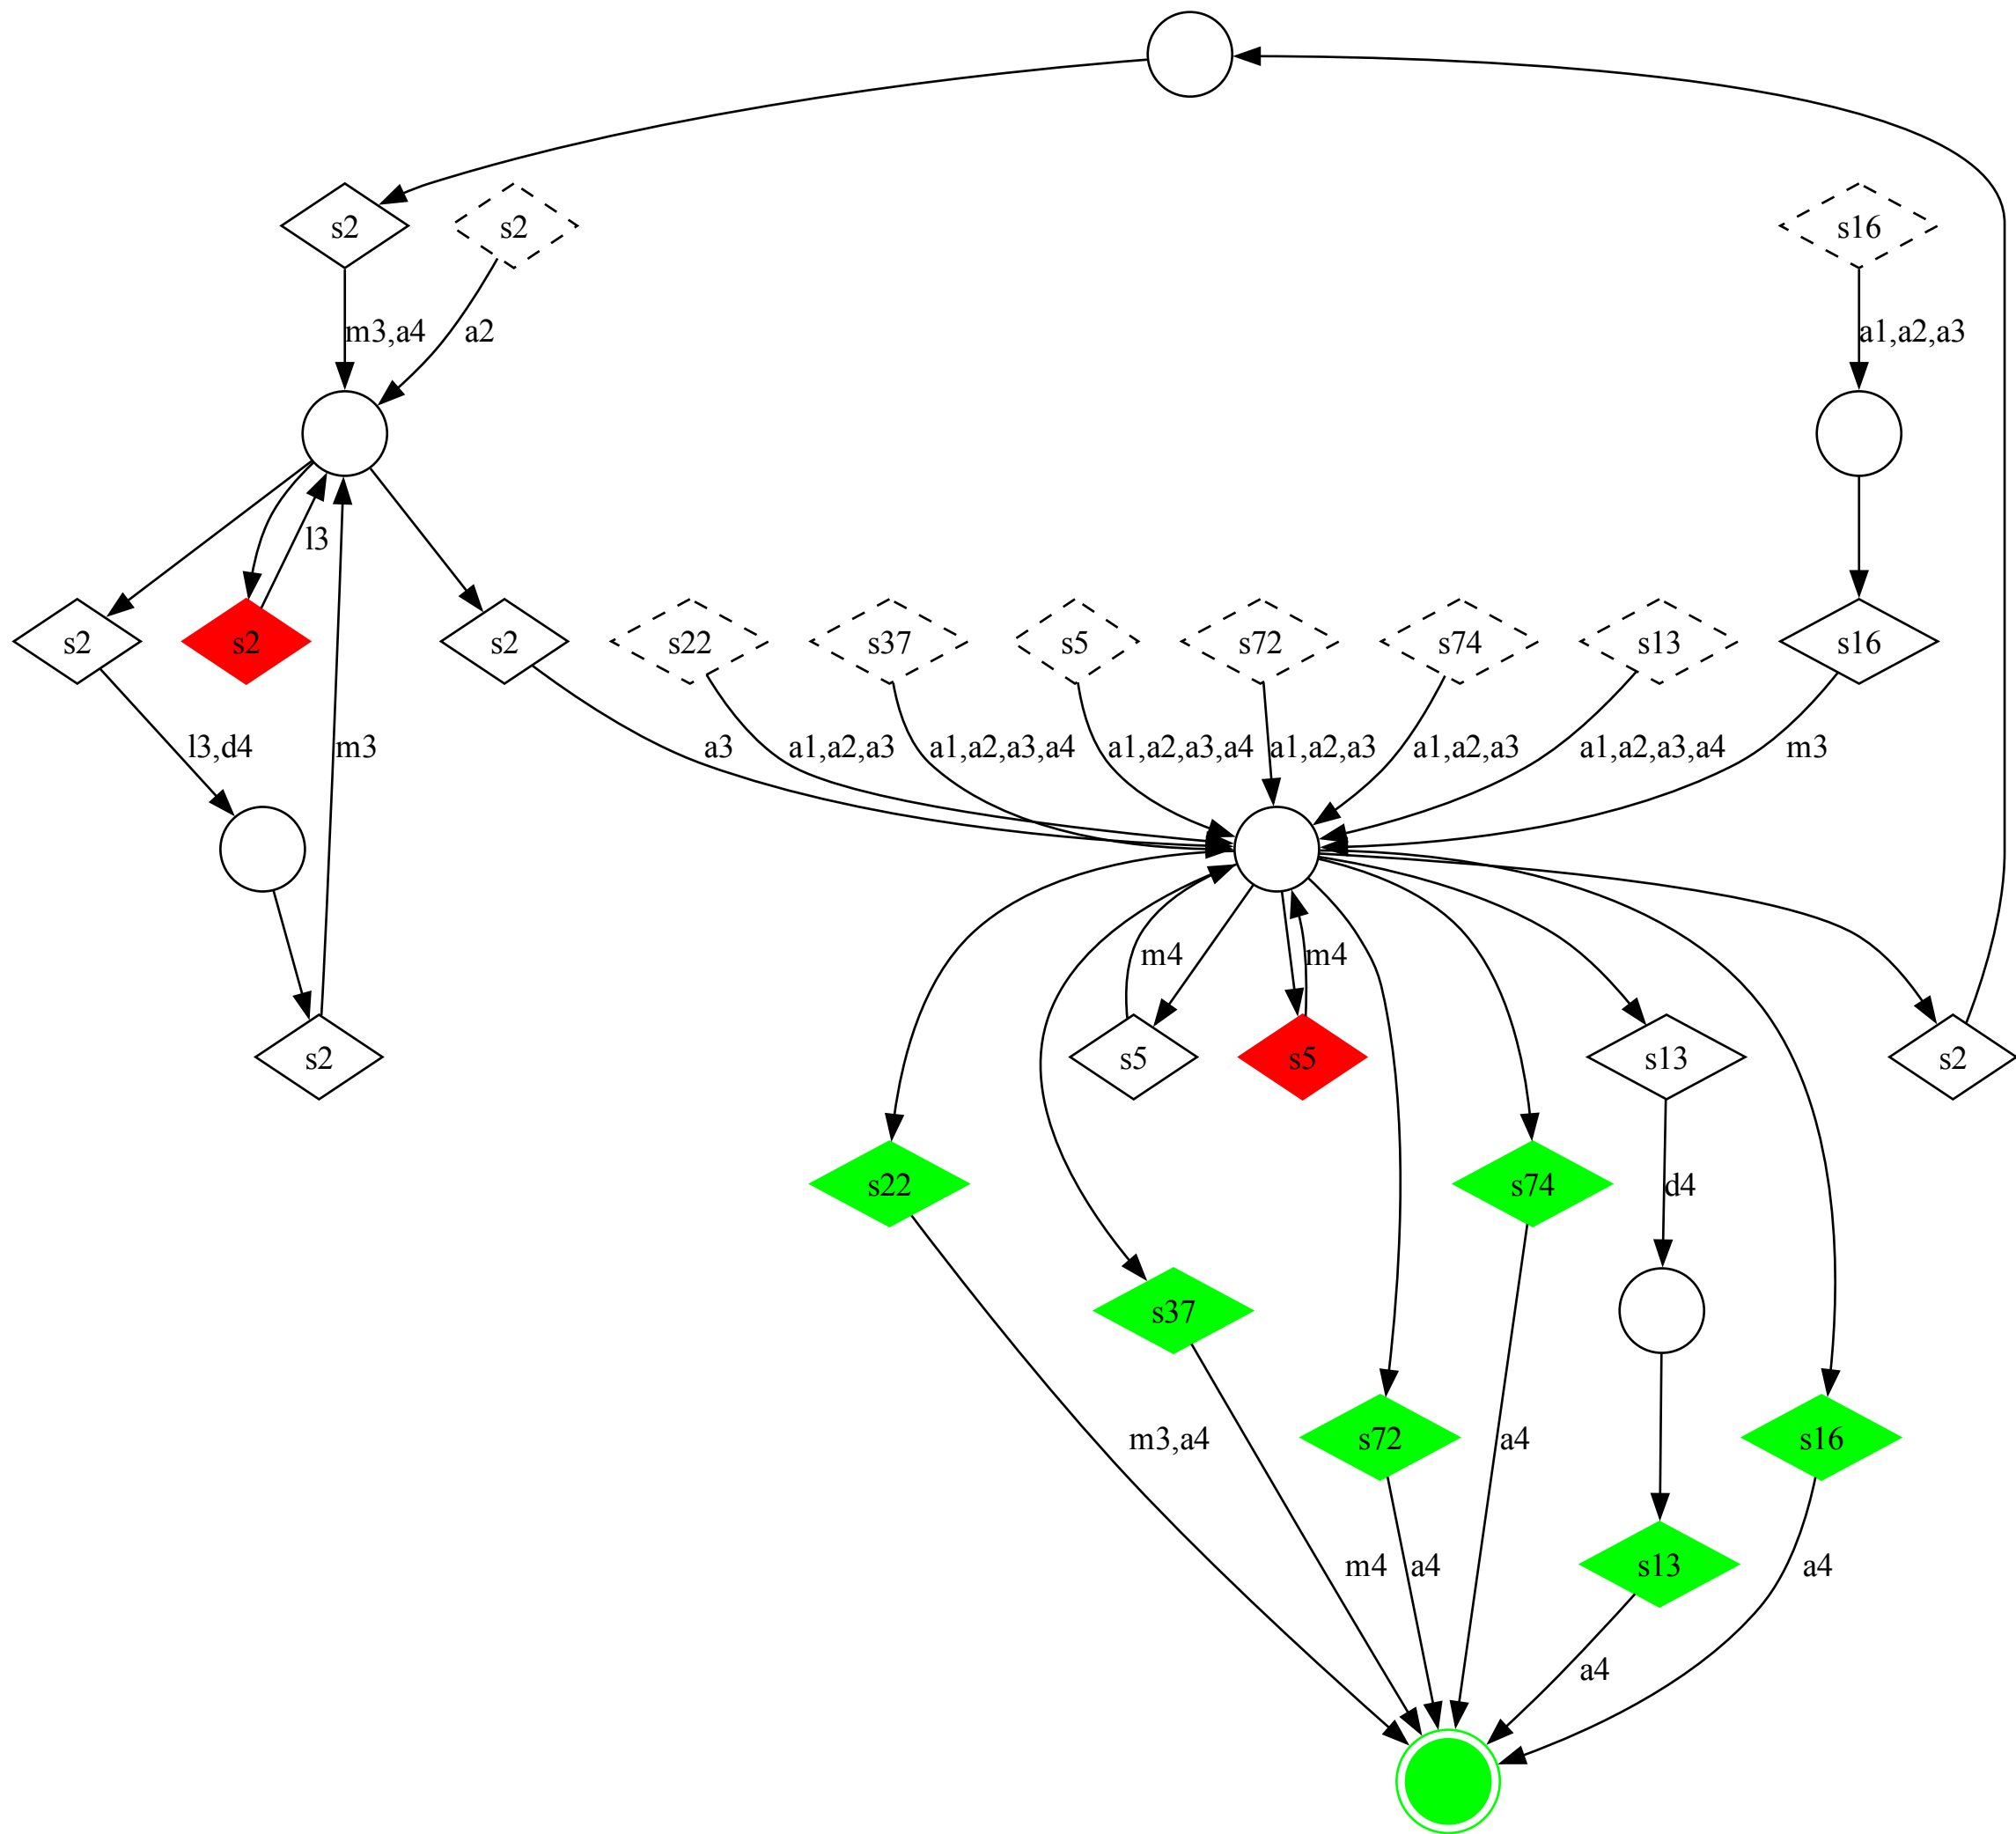 s2
s2
s16
m3,a4
a2
a1,a2,a3
l3
s2
s2
s2
s22
s37
s5
s72
s74
s13
s16
l3,d4
m3
a3
a1,a2,a3
a1,a2,a3,a4
a1,a2,a3,a4
a1,a2,a3
a1,a2,a3
a1,a2,a3,a4
m3
m4
m4
s2
s5
s5
s13
s2
s22
s74
d4
s37
m3,a4
s72
a4
s16
m4
a4
s13
a4
a4